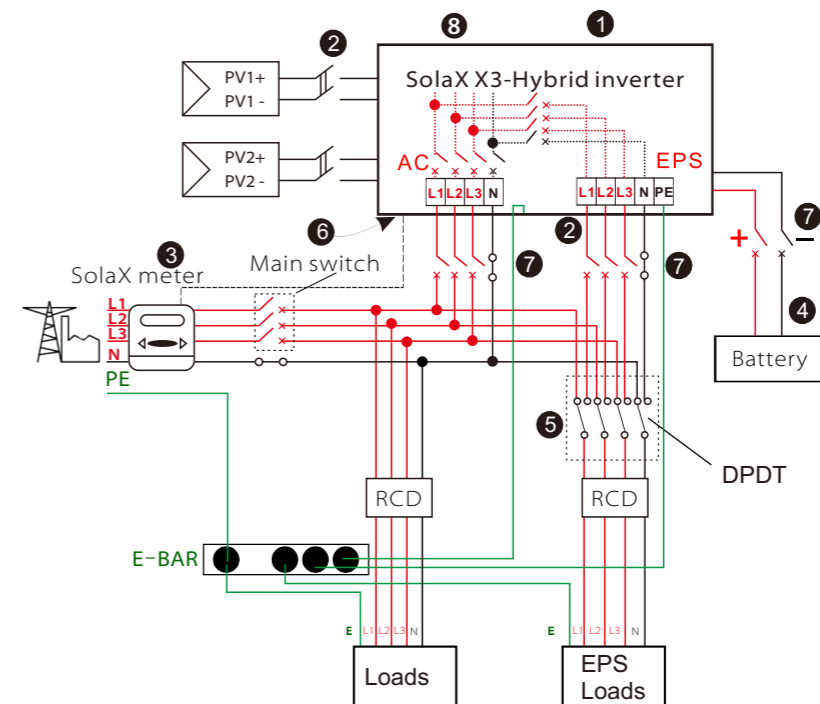 2
8
1
PV1+
PV1 -
SolaX X3-Hybrid inverter
PV2+
PV2 -
AC
EPS
L1 L2 L3 N
L1 L2 L3 N PE
6
2
7
+
−
3
7
7
SolaX meter
Main switch
L1
L2
L3
N
4
Battery
PE
5
DPDT
RCD
RCD
E-BAR
E L1 L2 L3 N
E L1 L2 L3 N
Loads
EPS
Loads